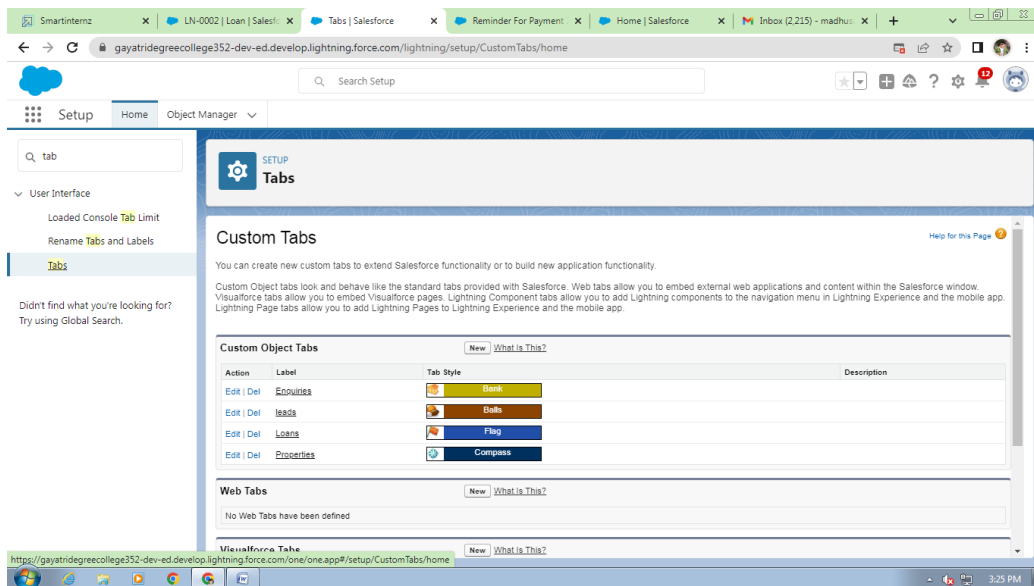 Smartinternz
LN-0002 | Loan | Salesfc
Tabs | Salesforce
Reminder For Payment
Home | Salesforce
Inbox (2,215) - madhus
gayatridegreecollege352-dev-ed.develop.lightning.force.com/lightning/setup/CustomTabs/home
Search Setup
12
Setup
Home
Object Manager
tab
User Interface
Loaded Console Tab Limit
Rename Tabs and Labels
Tabs
Didn't find what you're looking for?
Try using Global Search.
SETUP
Tabs
Custom Tabs
Help for this Page
You can create new custom tabs to extend Salesforce functionality or to build new application functionality.
Custom Object tabs look and behave like the standard tabs provided with Salesforce. Web tabs allow you to embed external web applications and content within the Salesforce window.
Visualforce tabs allow you to embed Visualforce pages. Lightning Component tabs allow you to add Lightning components to the navigation menu in Lightning Experience and the mobile app.
Lightning Page tabs allow you to add Lightning Pages to Lightning Experience and the mobile app.
Custom Object Tabs New What Is This?
Action Label Tab Style Description
Edit | Del Enquiries Bank
Edit | Del leads Balls
Edit | Del Loans Flag
Edit | Del Properties Compass
Web Tabs New What Is This?
No Web Tabs have been defined
Visualforce Tabs New What Is This?
https://gayatridegreecollege352-dev-ed.develop.lightning.force.com/one/one.app#/setup/CustomTabs/home
3:25 PM